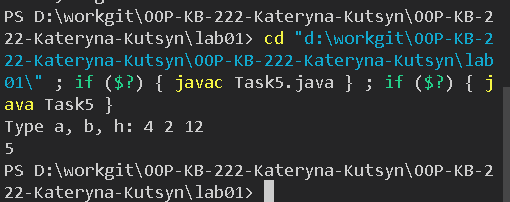 PS D:\workgit\OOP-KB-222-Kateryna-Kutsyn\OOP-KB-2
22-Kateryna-Kutsyn\lab01> cd "d:\workgit\OOP-KB-2
22-Kateryna-Kutsyn\OOP-KB-222-Kateryna-Kutsyn\lab
01\" ; if ($?) { javac Task5.java } ; if ($?) { j
ava Task5 }
Type a, b, h: 4 2 12
5
PS D:\workgit\OOP-KB-222-Kateryna-Kutsyn\OOP-KB-2
22-Kateryna-Kutsyn\lab01>